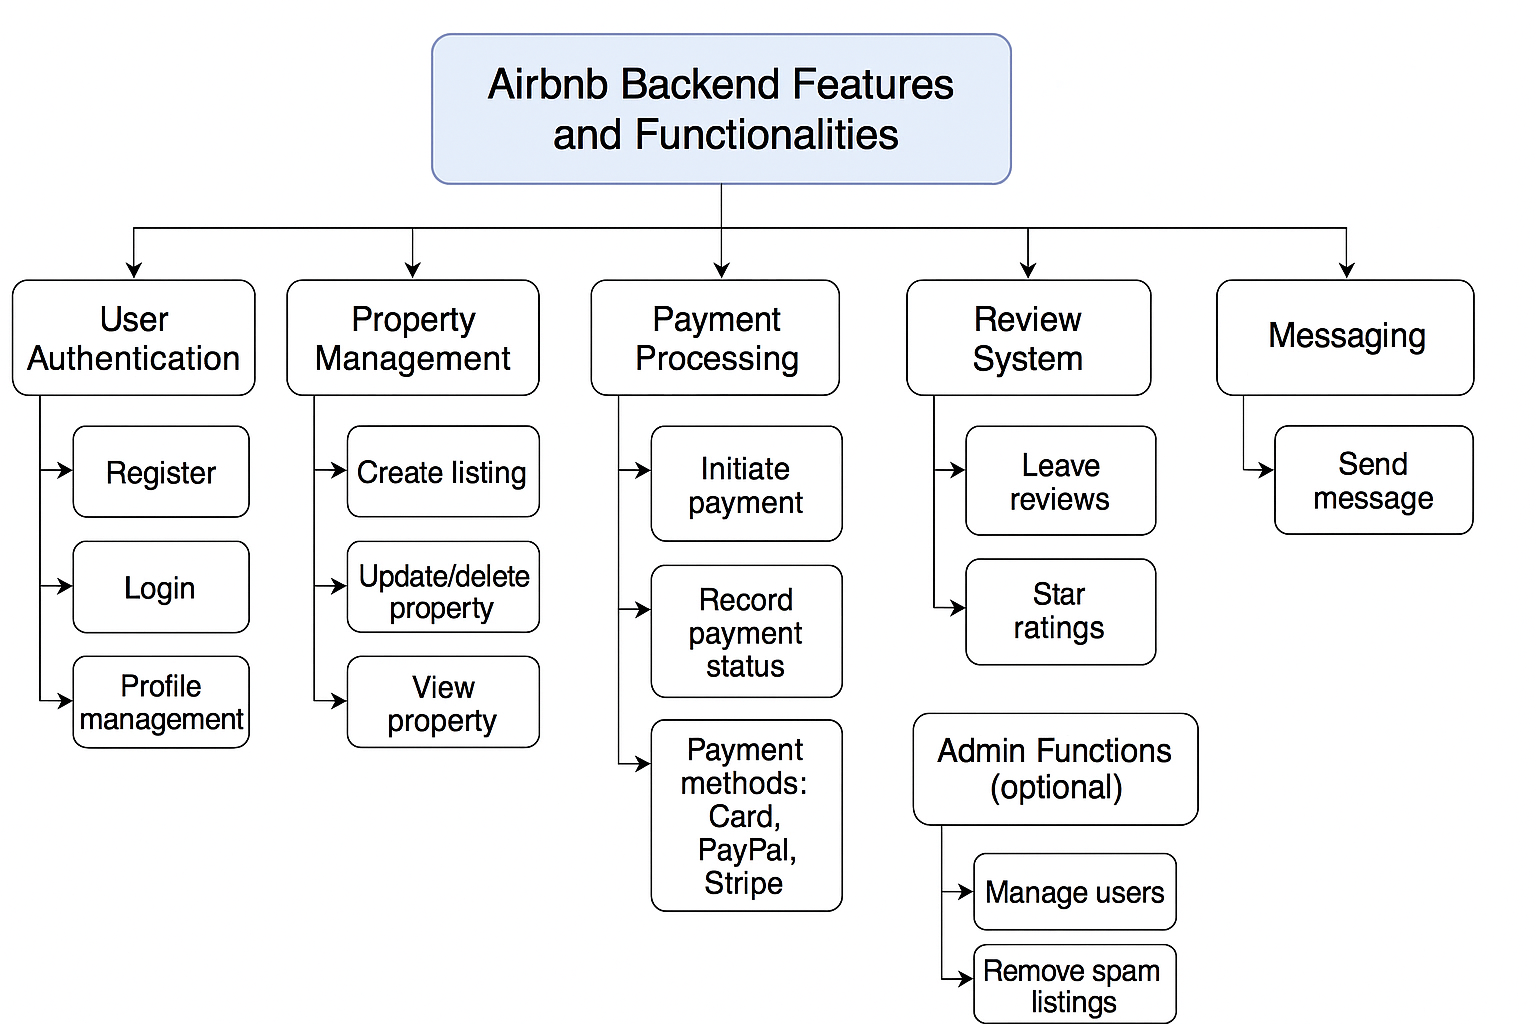 Airbnb Backend Features
and Functionalities
User
Authentication
Register
Login
Profile
management
Property
Management
Create listing
Update/delete
property
View
property
Payment
Processing
Initiate
payment
Record
payment
status
Payment
methods:
Card,
PayPal,
Stripe
Review
System
Leave
reviews
Star
ratings
Messaging
Send
message
Admin Functions
(optional)
Manage users
Remove spam
listings